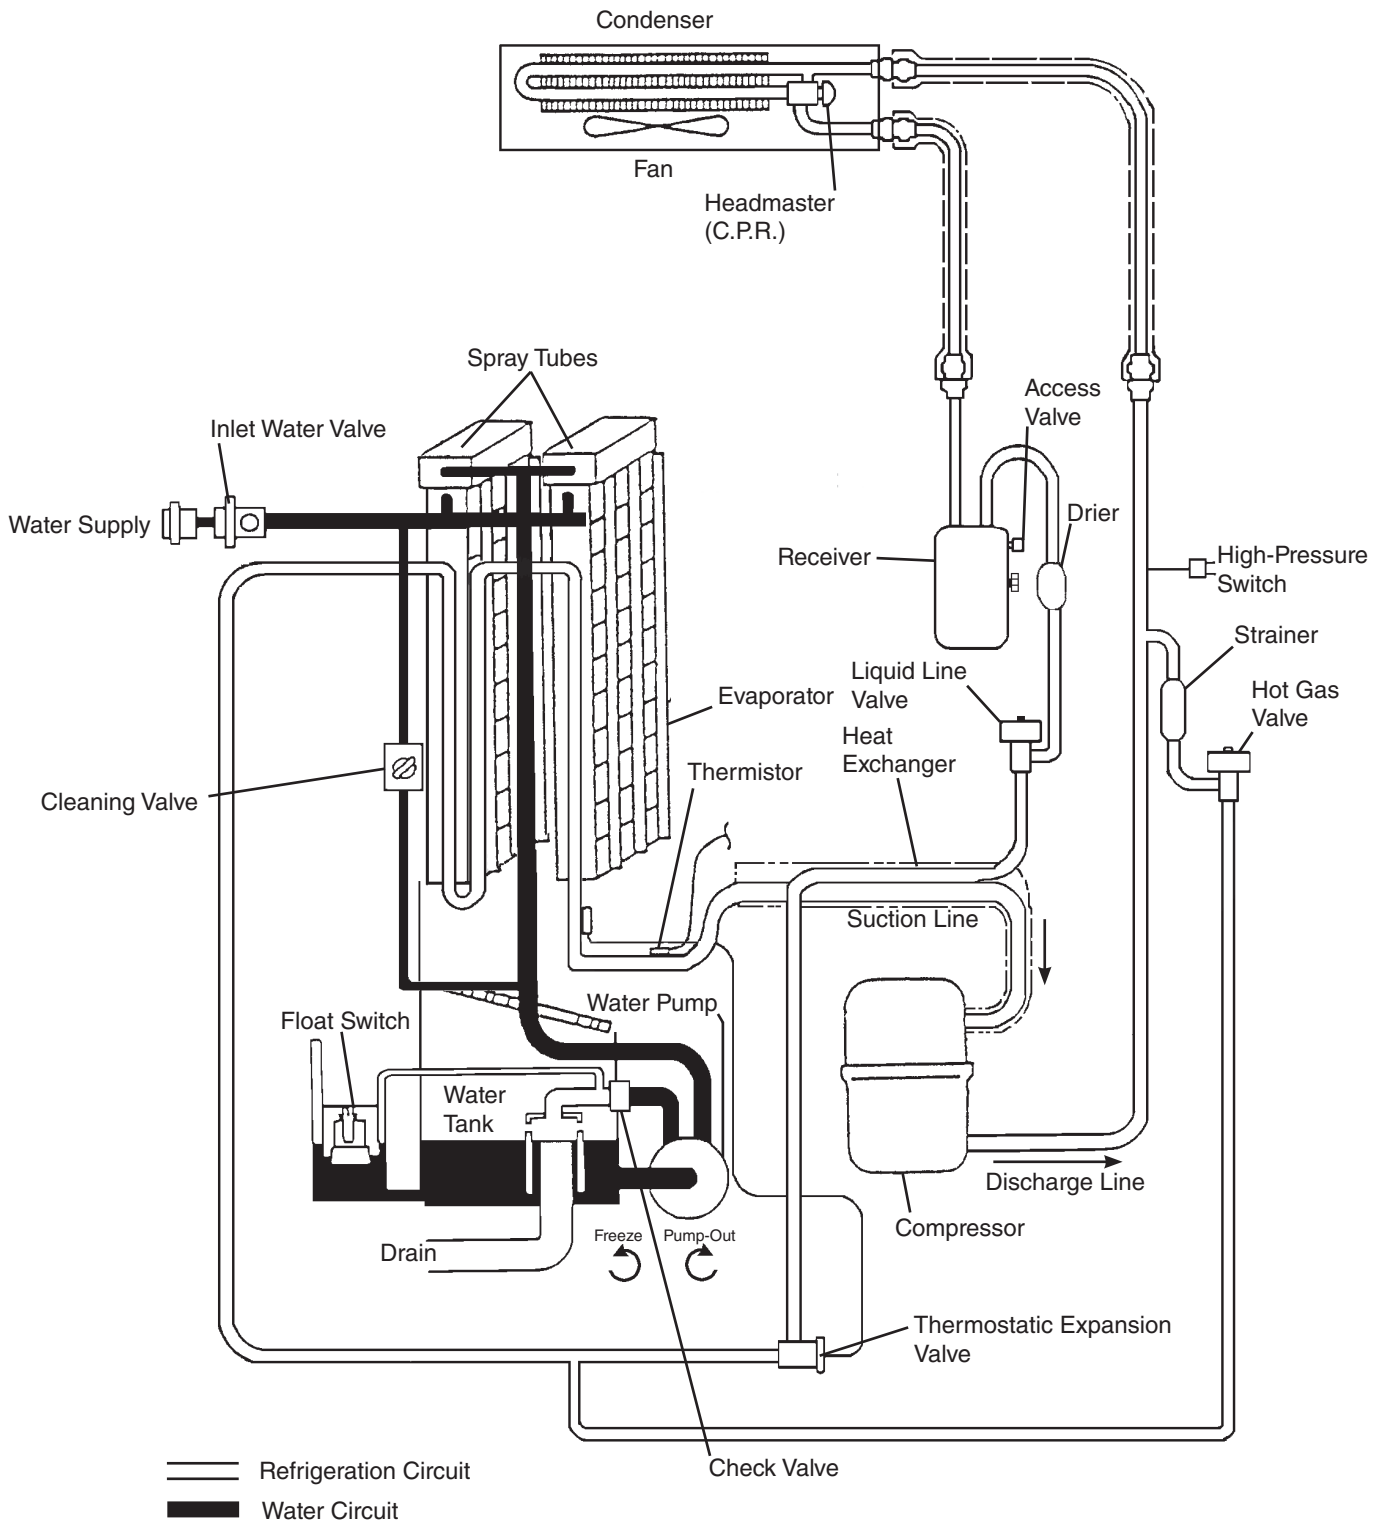 Condenser
Fan
Headmaster
(C.P.R.)
Spray Tubes
Access
Valve
Inlet Water Valve
Water Supply
Drier
Receiver
High-Pressure
Switch
Strainer
Liquid Line
Valve
Hot Gas
Valve
Evaporator
Heat
Exchanger
Thermistor
Cleaning Valve
Suction Line
Water Pump
Float Switch
Water
Tank
Discharge Line
Compressor
Freeze
Pump-Out
Drain
Thermostatic Expansion
Valve
Check Valve
Refrigeration Circuit
Water Circuit